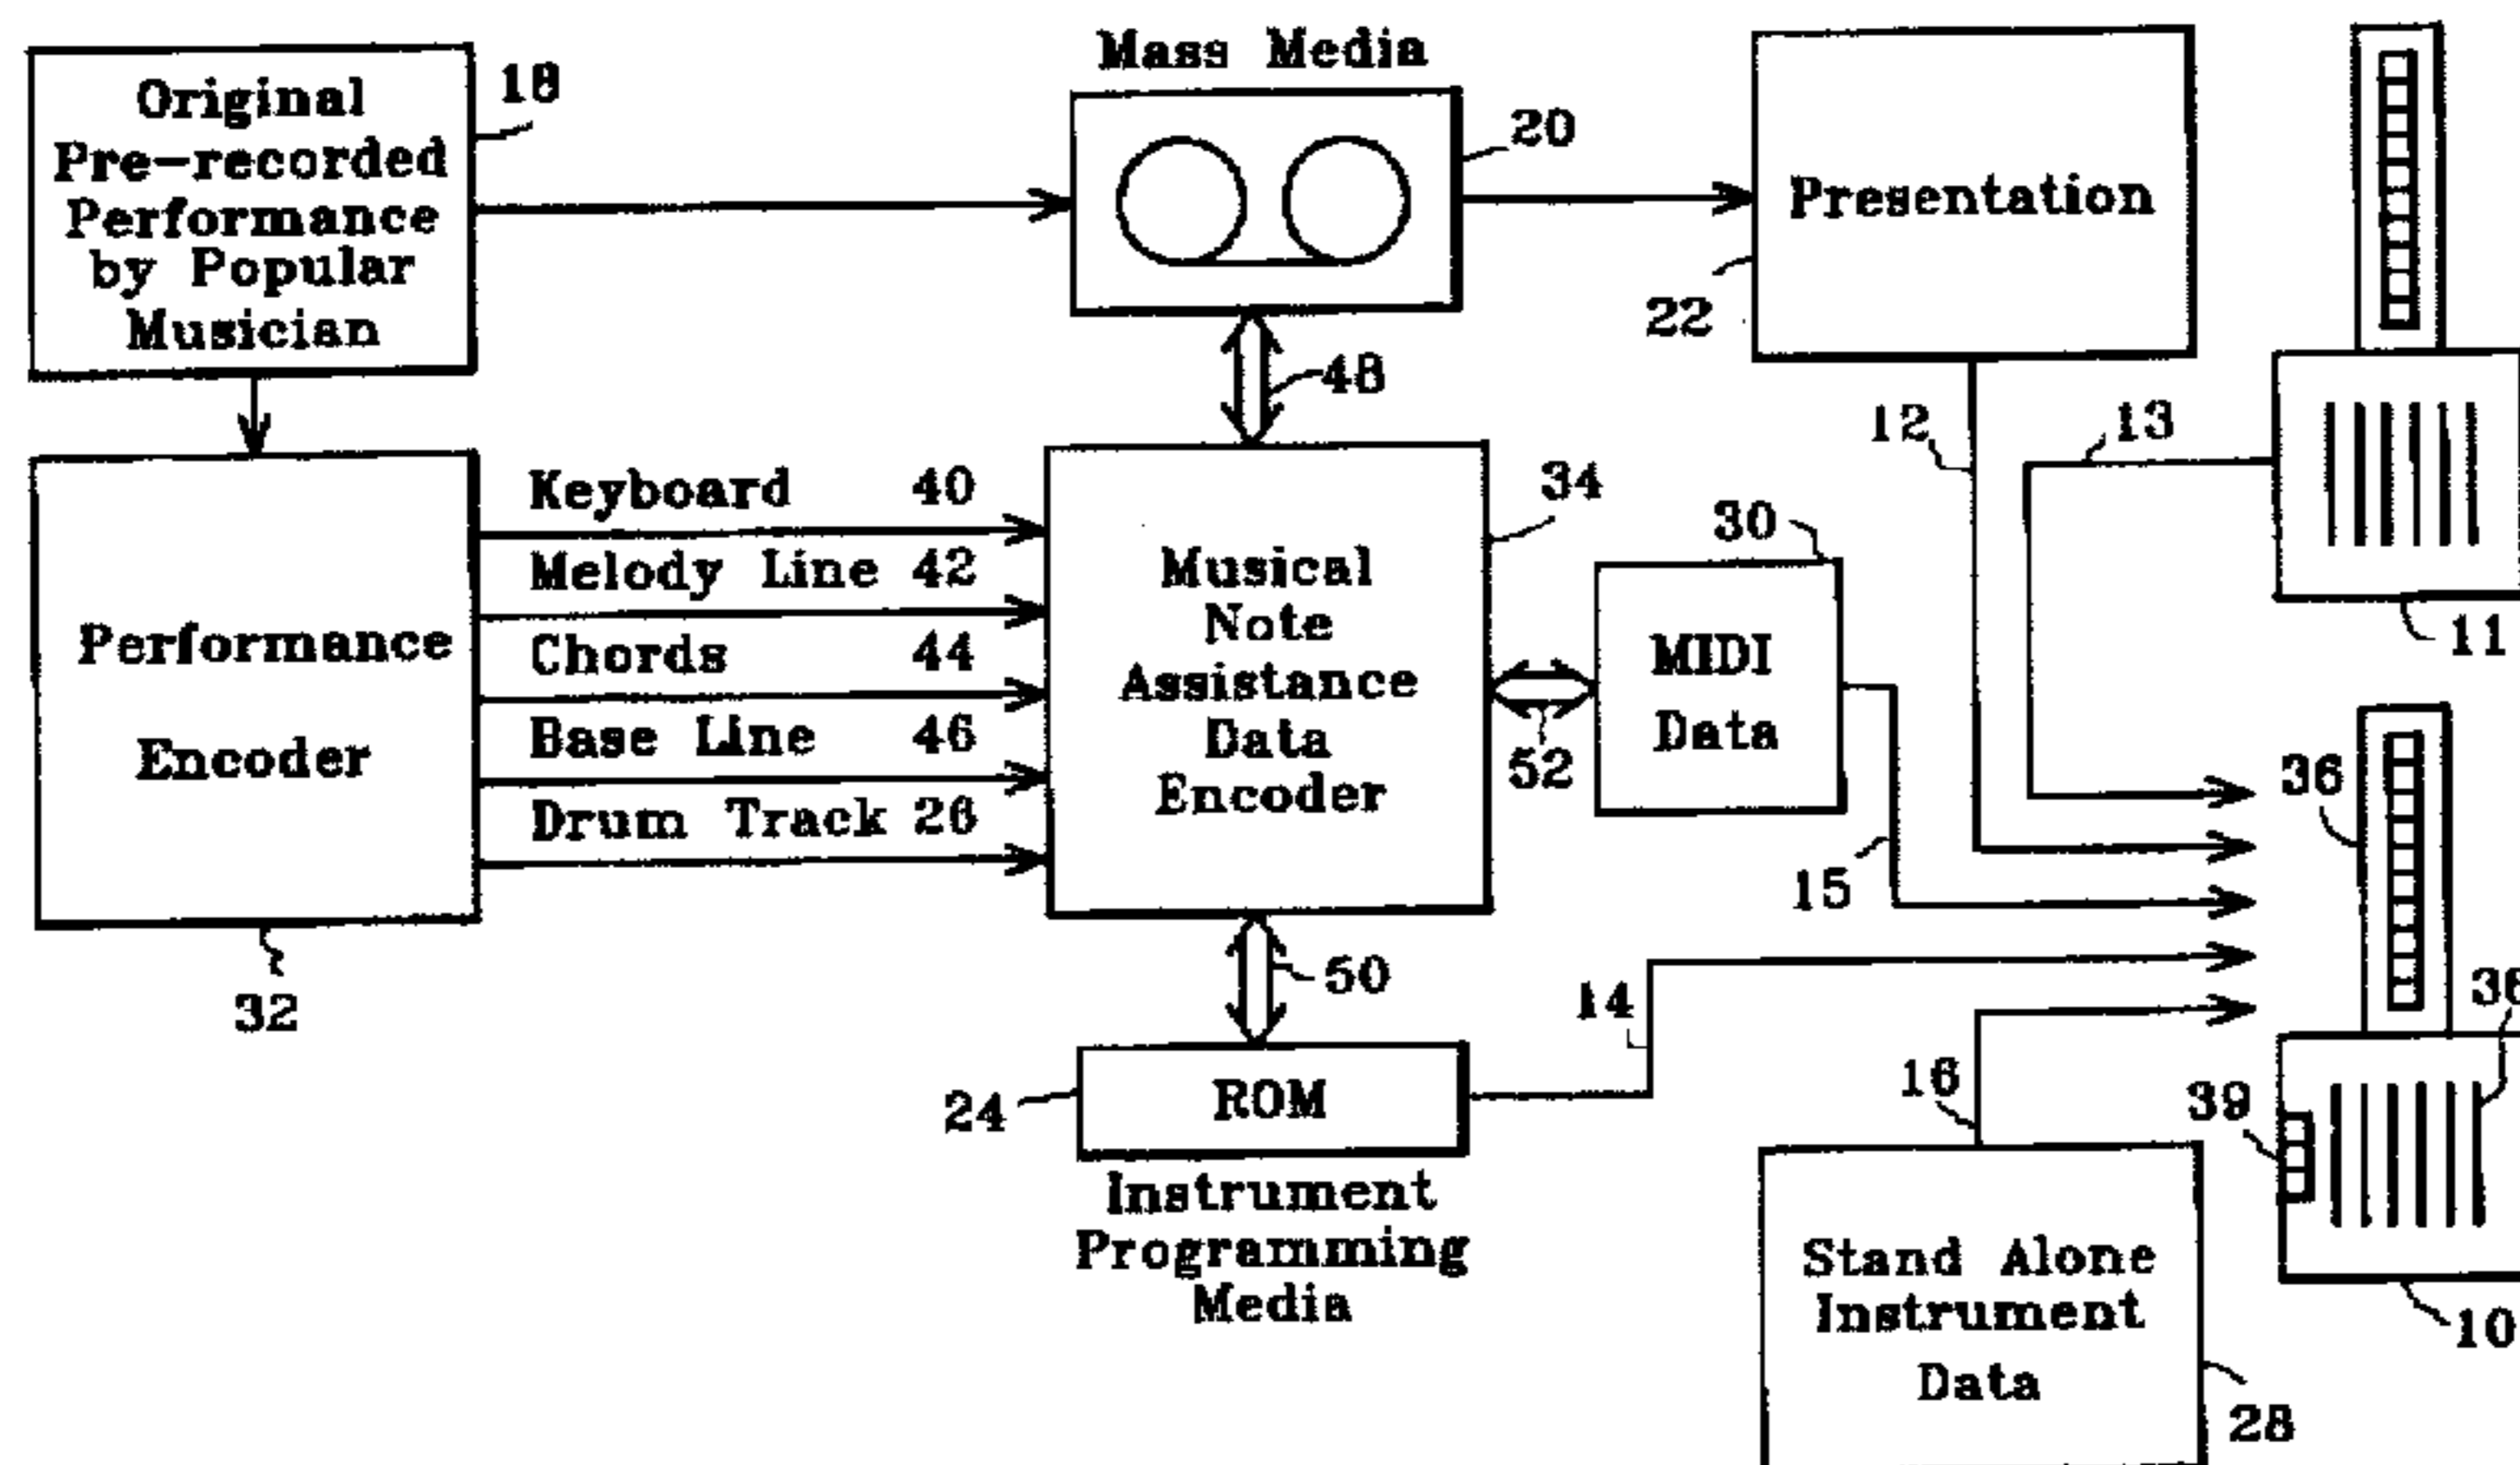 Original
Pre-recorded
Performance
by Popular
Musician
18
Mass Media
20
Presentation
22
48
12
13
11
Performance
Encoder
32
Keyboard 40
Melody Line 42
Chords 44
Base Line 46
Drum Track 26
Musical
Note
Assistance
Data
Encoder
34
30
MIDI
Data
52
15
36
50
14
38
24
ROM
Instrument
Programming
Media
16
39
10
Stand Alone
Instrument
Data
28